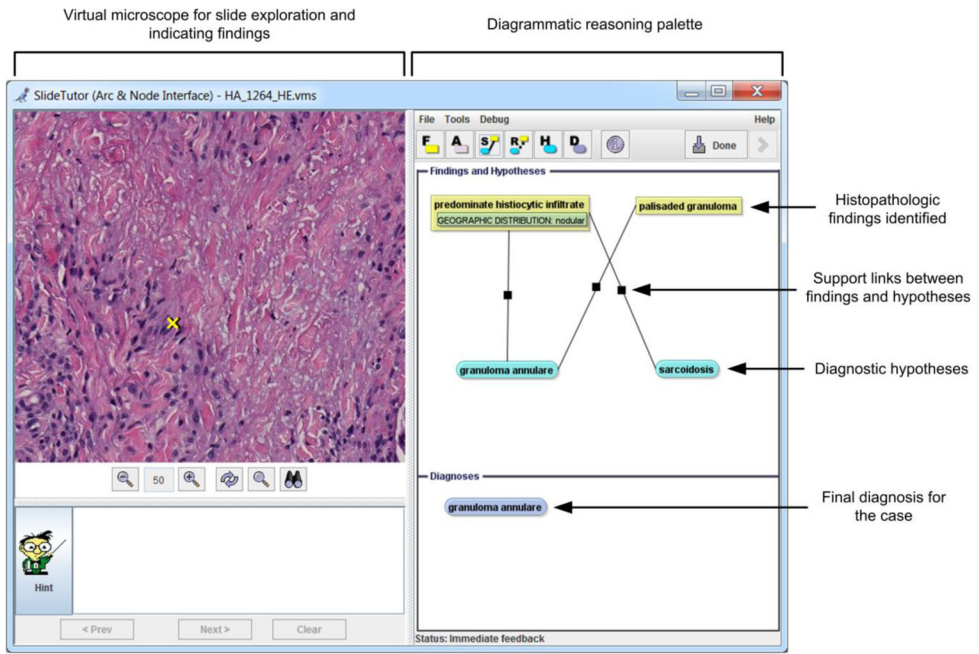 Virtual microscope for slide exploration and
indicating findings
Diagrammatic reasoning palette
SlideTutor (Arc & Node Interface) - HA_1264_HE.vms
File Tools Debug Help
F A S R H D Done
Findings and Hypotheses
predominate histiocytic infiltrate
GEOGRAPHIC DISTRIBUTION: nodular
palisaded granuloma
Histopathologic
findings identified
Support links between
findings and hypotheses
granuloma annulare
sarcoidosis
Diagnostic hypotheses
50
Diagnoses
granuloma annulare
Final diagnosis for
the case
Hint
< Prev Next > Clear
Status: Immediate feedback